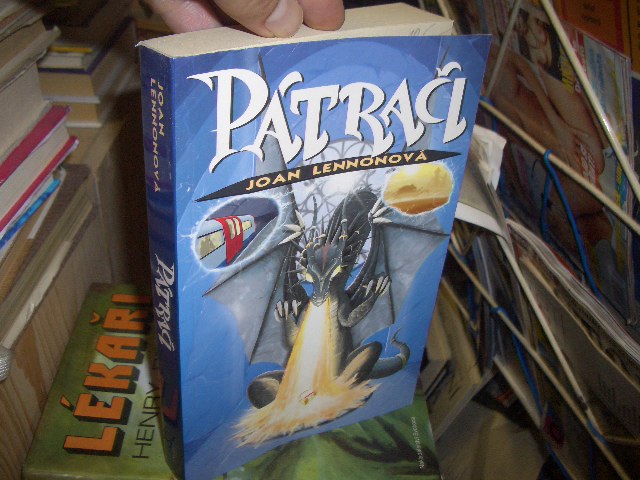 PÁTRAČI
JOAN LENNONOVÁ
JOAN
LENNONOVÁ
PÁTRAČI
LÉKAŘI
HENRY